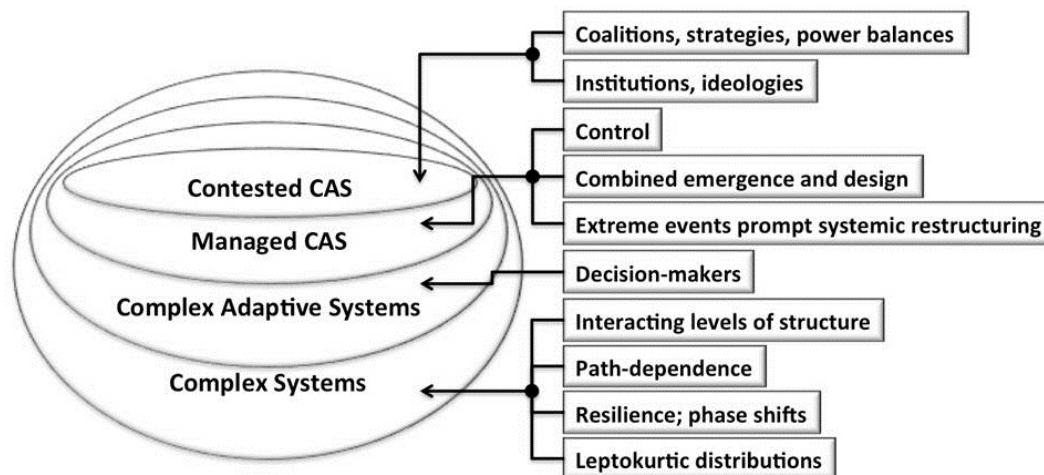 Coalitions, strategies, power balances
Institutions, ideologies
Control
Contested CAS
Combined emergence and design
Managed CAS
Extreme events prompt systemic restructuring
Decision-makers
Complex Adaptive Systems
Interacting levels of structure
Path-dependence
Complex Systems
Resilience; phase shifts
Leptokurtic distributions